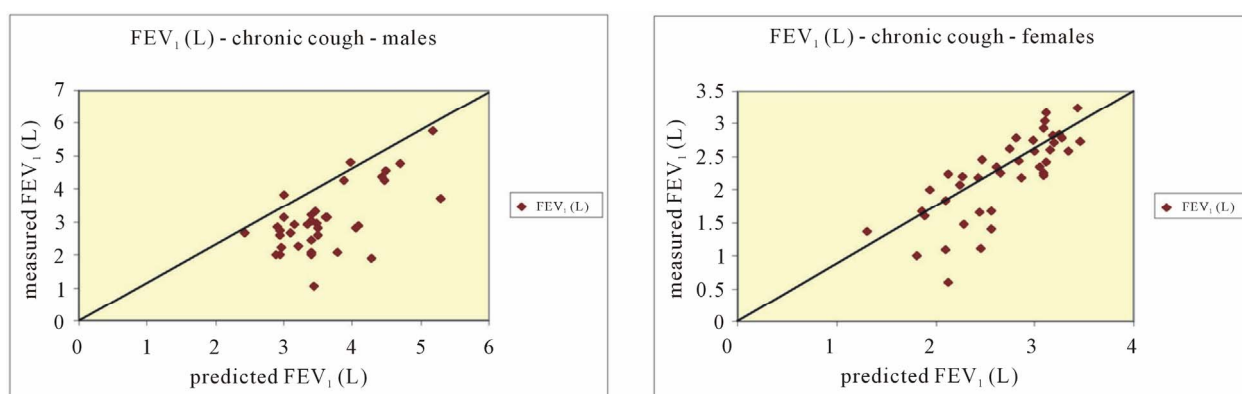 FEV₁ (L) - chronic cough - males
7
6
5
4
3
2
1
0
measured FEV₁ (L)
0 1 2 3 4 5 6
predicted FEV₁ (L)
FEV₁ (L)
FEV₁ (L) - chronic cough - females
3.5
3
2.5
2
1.5
1
0.5
0
measured FEV₁ (L)
0 1 2 3 4
predicted FEV₁ (L)
FEV₁ (L)